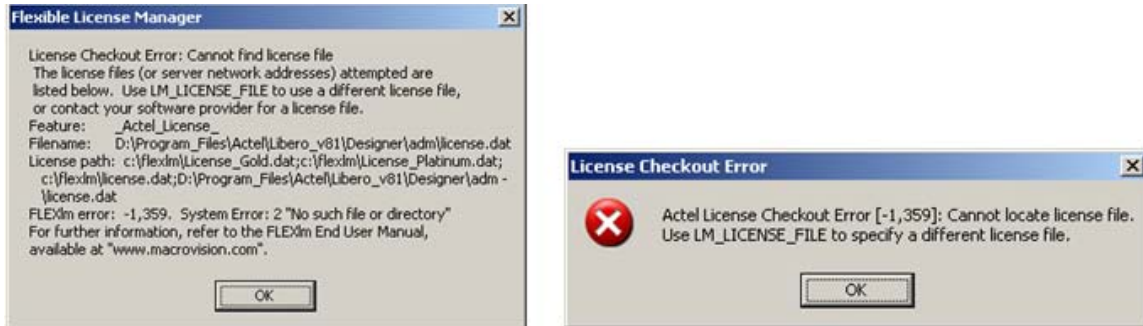 Flexible License Manager
License Checkout Error: Cannot find license file
The license files (or server network addresses) attempted are
listed below. Use LM_LICENSE_FILE to use a different license file,
or contact your software provider for a license file.
Feature: _Actel_License_
Filename: D:\Program_Files\Actel\Libero_v81\Designer\adm\license.dat
License path: c:\flexlm\License_Gold.dat;c:\flexlm\License_Platinum.dat;
c:\flexlm\license.dat;D:\Program_Files\Actel\Libero_v81\Designer\adm -
\license.dat
FLEXlm error: -1,359. System Error: 2 "No such file or directory"
For further information, refer to the FLEXlm End User Manual,
available at "www.macrovision.com".
OK
License Checkout Error
Actel License Checkout Error [-1,359]: Cannot locate license file.
Use LM_LICENSE_FILE to specify a different license file.
OK